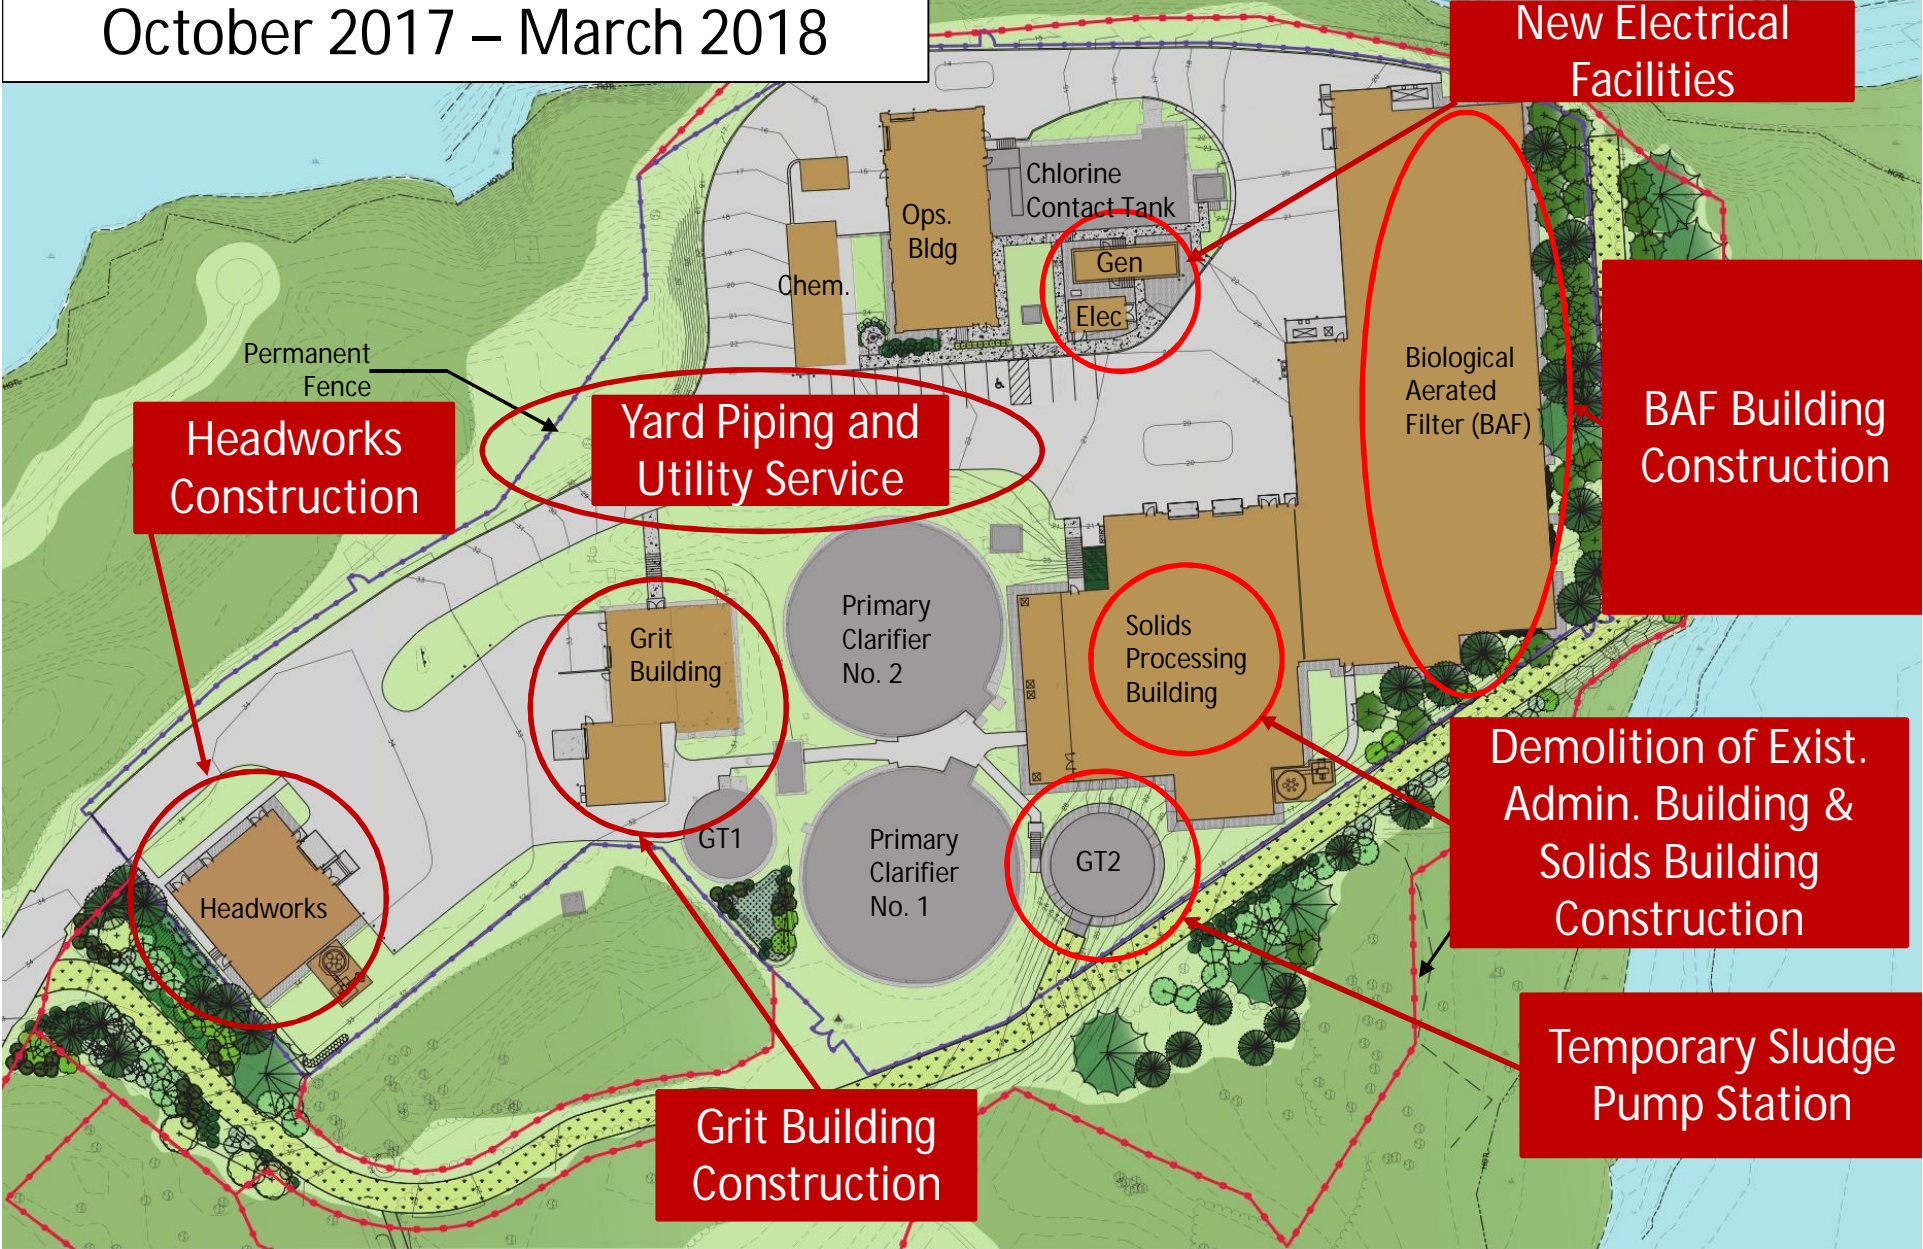 October 2017 – March 2018
New Electrical
Facilities
Chlorine
Contact Tank
Ops.
Bldg
Gen
Chem.
Elec
Permanent
Fence
Biological
Aerated
Filter (BAF)
BAF Building
Construction
Headworks
Construction
Yard Piping and
Utility Service
Primary
Clarifier
No. 2
Grit
Building
Solids
Processing
Building
Demolition of Exist.
Admin. Building &
Solids Building
Construction
GT1
Primary
Clarifier
No. 1
GT2
Headworks
Temporary Sludge
Pump Station
Grit Building
Construction